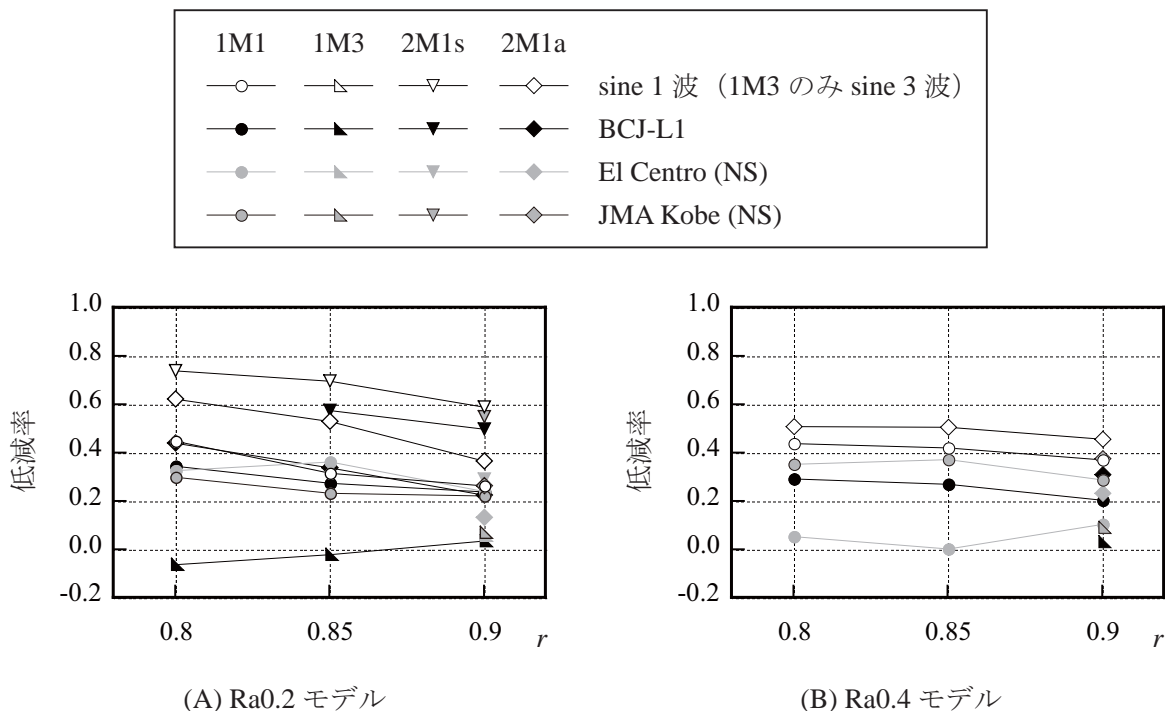 1M1 1M3 2M1s 2M1a
sine 1 波（1M3 のみ sine 3 波）
BCJ-L1
El Centro (NS)
JMA Kobe (NS)
低減率
1.0
0.8
0.6
0.4
0.2
0.0
-0.2
0.8 0.85 0.9 r
(A) Ra0.2 モデル
低減率
1.0
0.8
0.6
0.4
0.2
0.0
-0.2
0.8 0.85 0.9 r
(B) Ra0.4 モデル